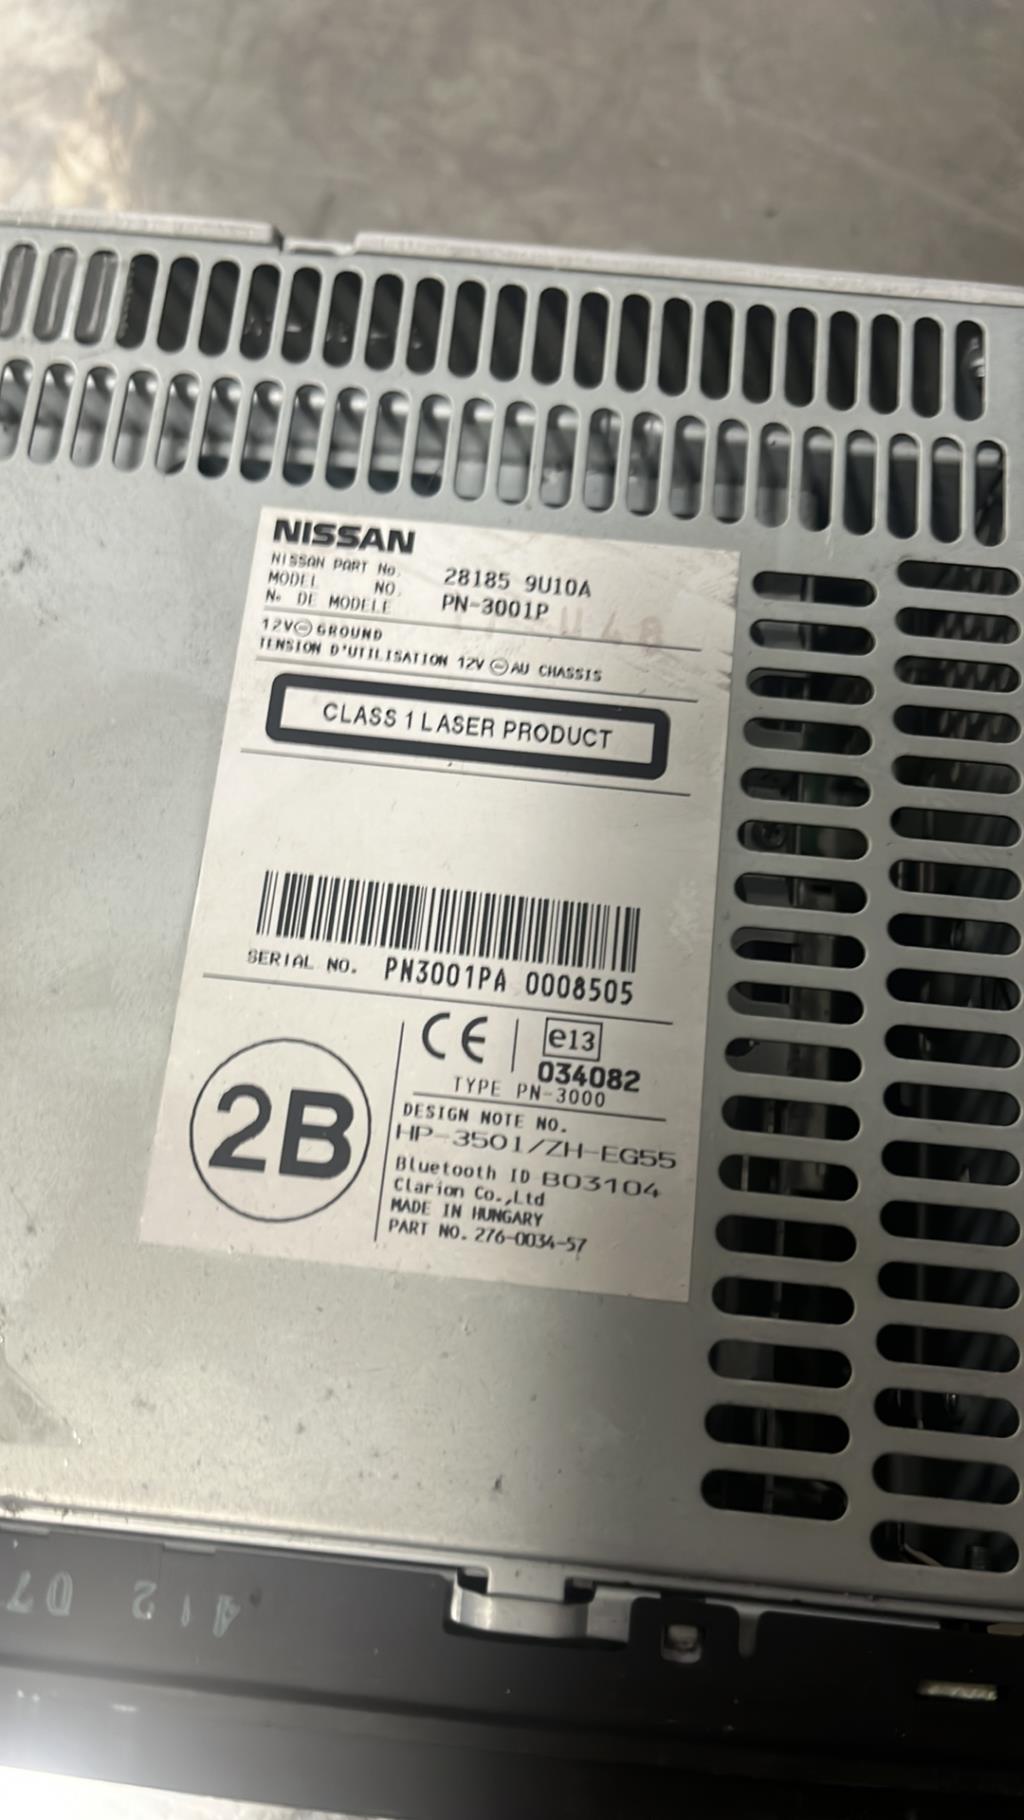 NISSAN
NISSAN PART No. 28185 9U10A
MODEL NO. PN-3001P
No DE MODELE
12V⊖GROUND
TENSION D'UTILISATION 12V ⊖AU CHASSIS
CLASS 1 LASER PRODUCT
SERIAL NO. PN3001PA 0008505
2B
CE
e13
034082
TYPE PN-3000
DESIGN NOTE NO.
HP-3501/ZH-EG55
Bluetooth ID B03104
Clarion Co.,Ltd
MADE IN HUNGARY
PART NO. 276-0034-57